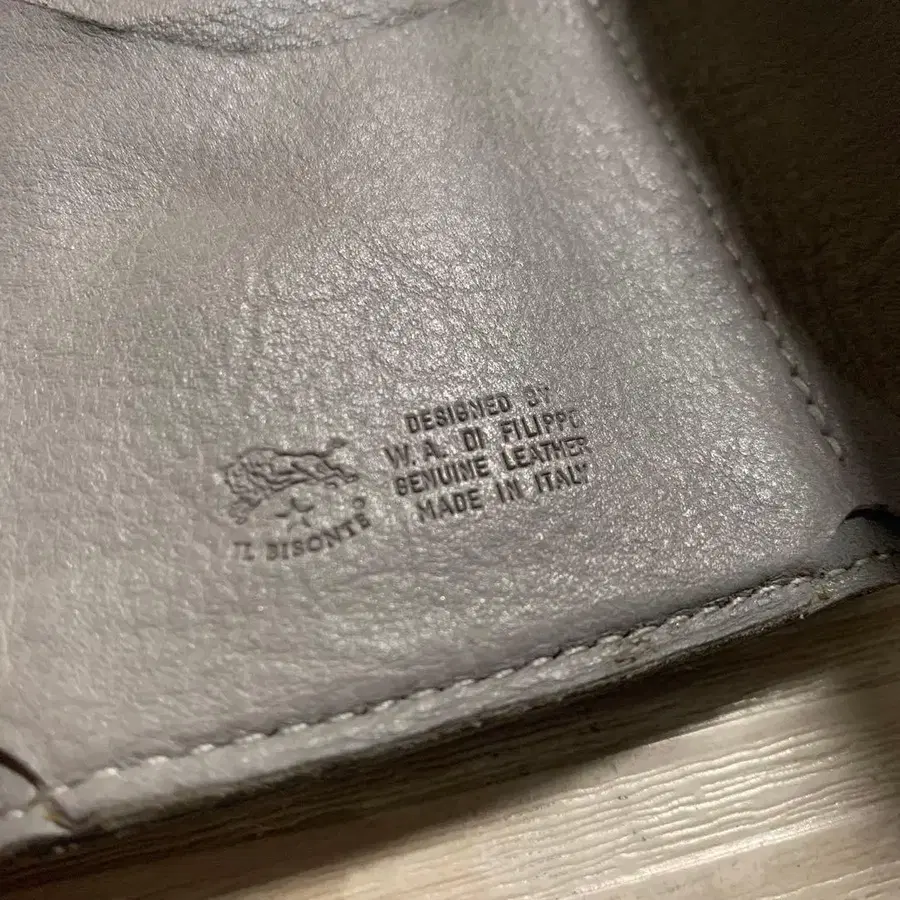 IL BISONTE
DESIGNED BY
W. A. DI FILIPPO
GENUINE LEATHER
MADE IN ITALY